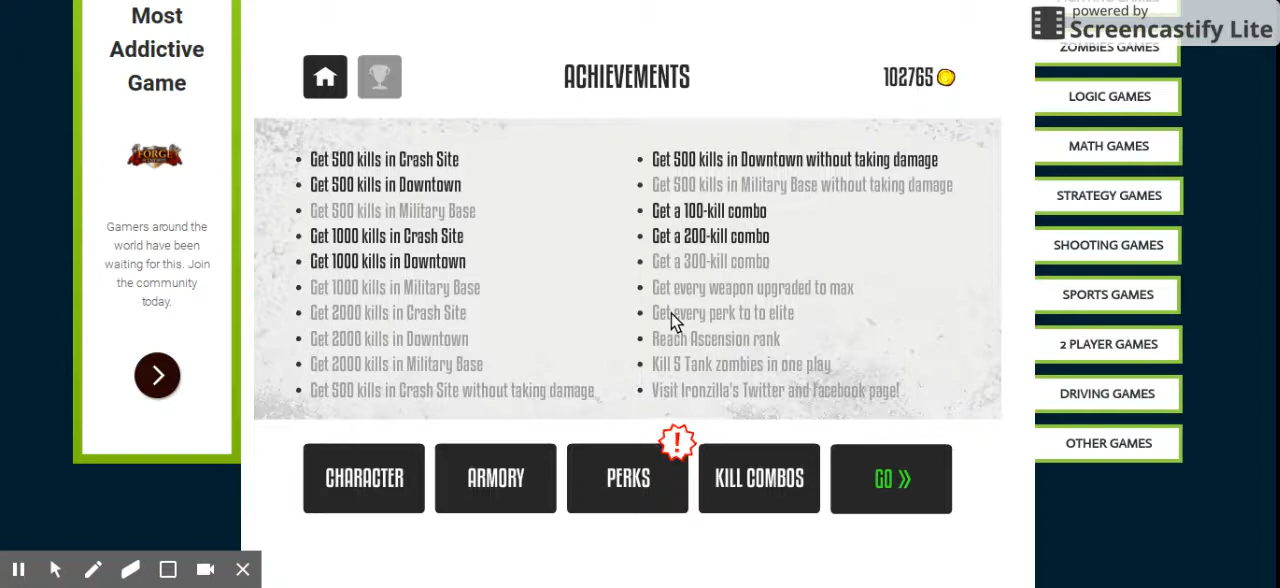 Most
Addictive
Game
FORGE
Gamers around the
world have been
waiting for this. Join
the community
today.
ACHIEVEMENTS
102765
• Get 500 kills in Crash Site
• Get 500 kills in Downtown
• Get 500 kills in Military Base
• Get 1000 kills in Crash Site
• Get 1000 kills in Downtown
• Get 1000 kills in Military Base
• Get 2000 kills in Crash Site
• Get 2000 kills in Downtown
• Get 2000 kills in Military Base
• Get 500 kills in Crash Site without taking damage
• Get 500 kills in Downtown without taking damage
• Get 500 kills in Military Base without taking damage
• Get a 100-kill combo
• Get a 200-kill combo
• Get a 300-kill combo
• Get every weapon upgraded to max
• Get every perk to to elite
• Reach Ascension rank
• Kill 5 Tank zombies in one play
• Visit Ironzilla's Twitter and Facebook page!
CHARACTER
ARMORY
PERKS
!
KILL COMBOS
GO »
powered by
Screencastify Lite
FIGHTING GAMES
ZOMBIES GAMES
LOGIC GAMES
MATH GAMES
STRATEGY GAMES
SHOOTING GAMES
SPORTS GAMES
2 PLAYER GAMES
DRIVING GAMES
OTHER GAMES